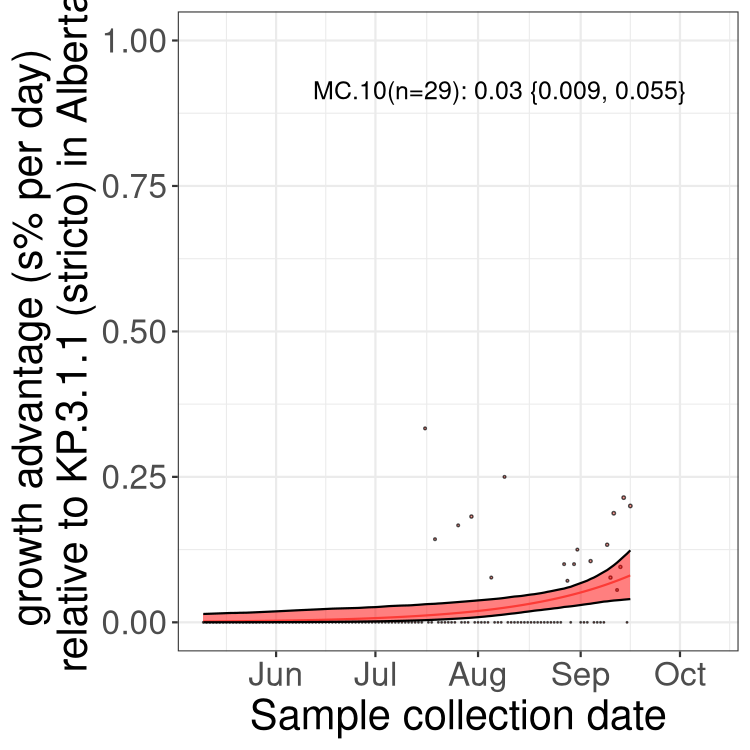 growth advantage (s% per day)
relative to KP.3.1.1 (stricto) in Alberta
1.00
0.75
0.50
0.25
0.00
MC.10(n=29): 0.03 {0.009, 0.055}
Jun Jul Aug Sep Oct
Sample collection date